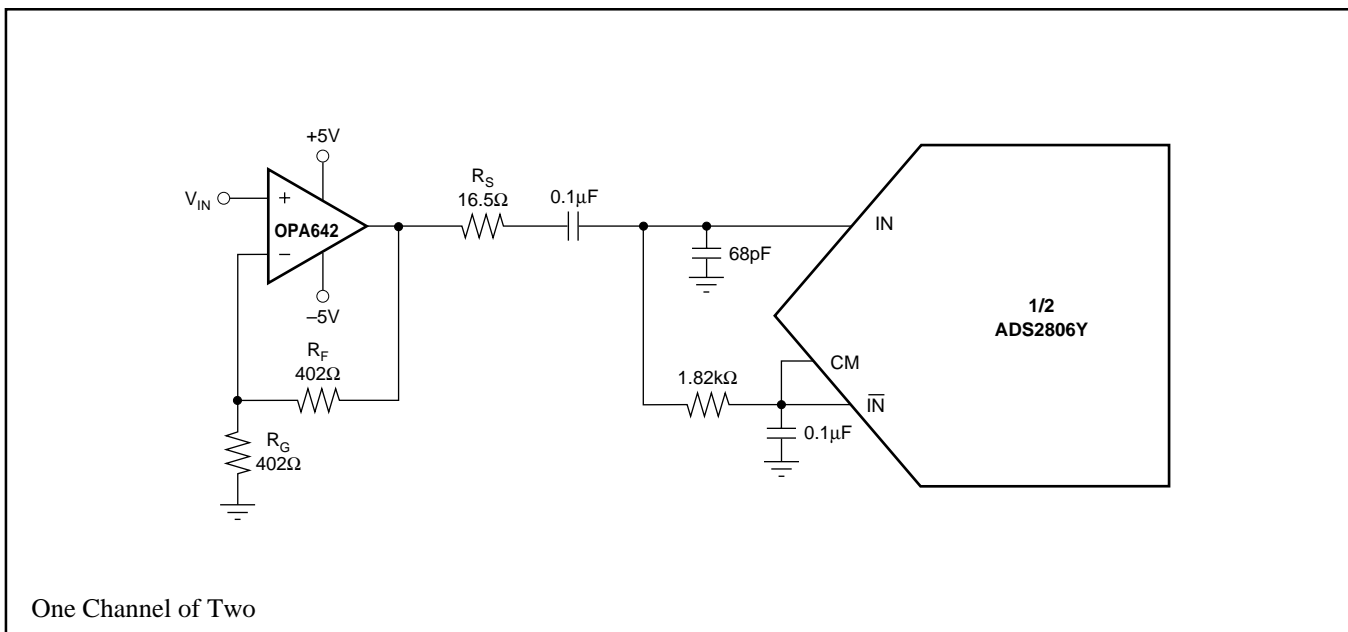 +5V
V_IN
+
OPA642
−
–5V
R_S
16.5Ω
0.1µF
68pF
IN
1/2
ADS2806Y
CM
IN̅
R_F
402Ω
1.82kΩ
0.1µF
R_G
402Ω
One Channel of Two